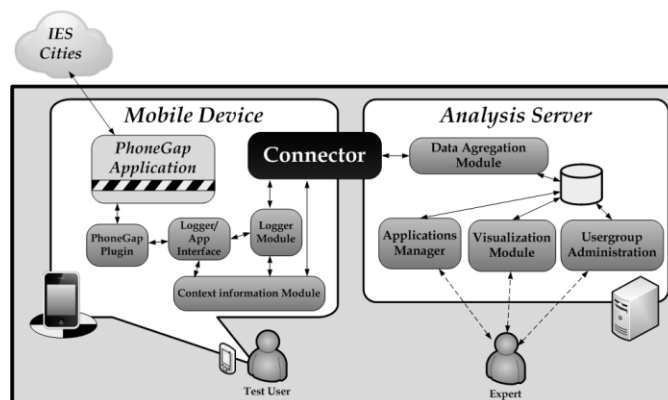 IES
Cities
Mobile Device
Analysis Server
PhoneGap
Application
Connector
Data Agregation
Module
PhoneGap
Plugin
Logger/
App
Interface
Logger
Module
Applications
Manager
Visualization
Module
Usergroup
Administration
Context information Module
Test User
Expert